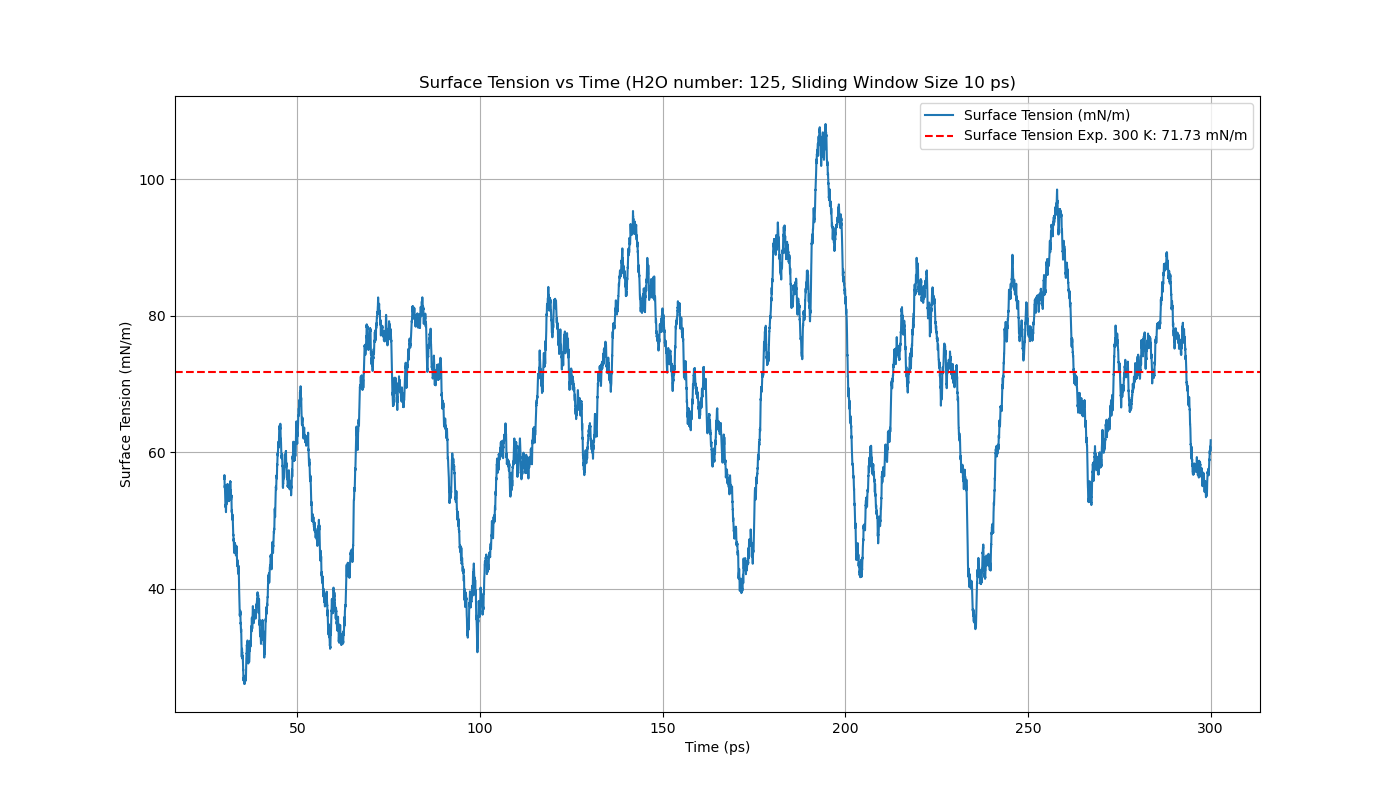 Surface Tension vs Time (H2O number: 125, Sliding Window Size 10 ps)
Surface Tension (mN/m)
Surface Tension Exp. 300 K: 71.73 mN/m
100
80
60
40
Surface Tension (mN/m)
50
100
150
200
250
300
Time (ps)